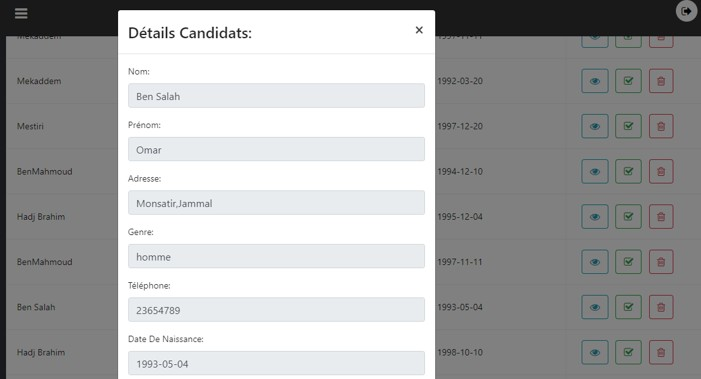 Détails Candidats:
×
Nom:
Ben Salah
Prénom:
Omar
Adresse:
Monsatir,Jammal
Genre:
homme
Téléphone:
23654789
Date De Naissance:
1993-05-04
Mekaddem 1992-03-20
Mestiri 1997-12-20
BenMahmoud 1994-12-10
Hadj Brahim 1995-12-04
BenMahmoud 1997-11-11
Ben Salah 1993-05-04
Hadj Brahim 1998-10-10